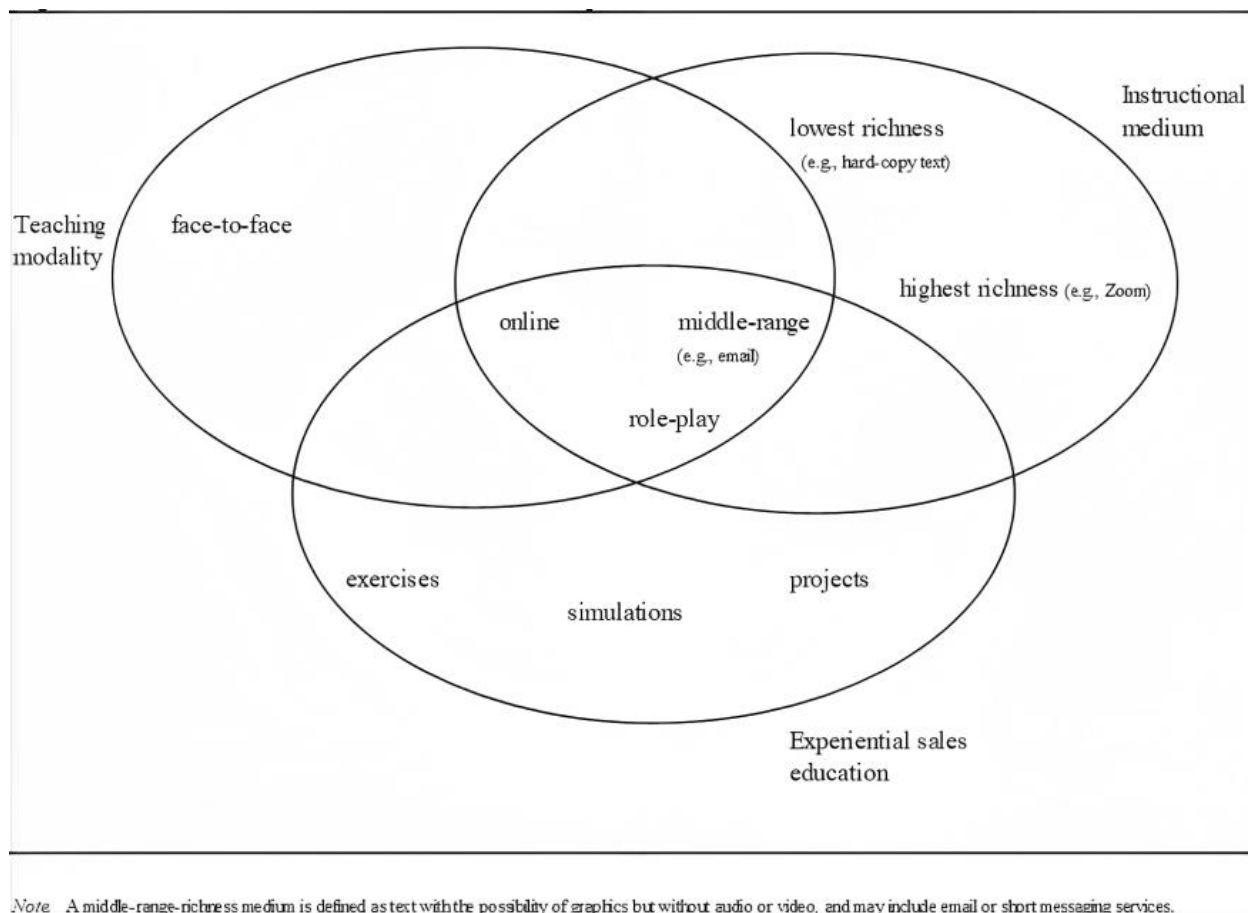 lowest richness
(e.g., hard-copy text)
Instructional
medium
Teaching
modality
face-to-face
highest richness (e.g., Zoom)
online
middle-range
(e.g., email)
role-play
exercises
simulations
projects
Experiential sales
education
Note A middle-range-richness medium is defined as text with the possibility of graphics but without audio or video, and may include email or short messaging services.